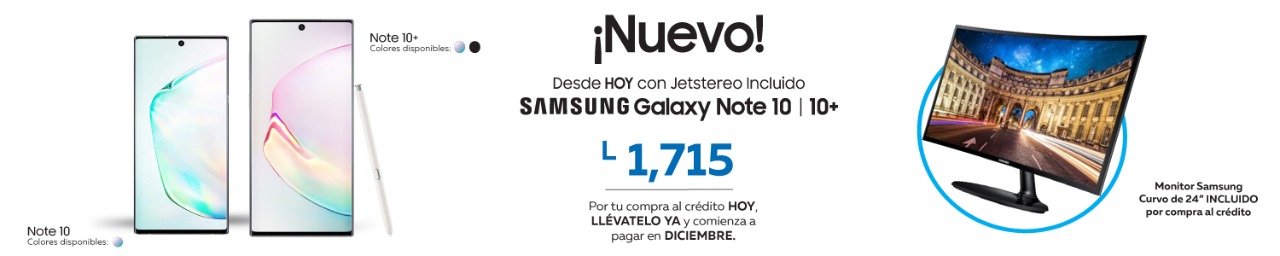 Note 10+
Colores disponibles:
Note 10
Colores disponibles:
¡Nuevo!
Desde HOY con Jetstereo Incluido
SAMSUNG Galaxy Note 10 | 10+
L 1,715
Por tu compra al crédito HOY,
LLÉVATELO YA y comienza a
pagar en DICIEMBRE.
Monitor Samsung
Curvo de 24" INCLUIDO
por compra al crédito